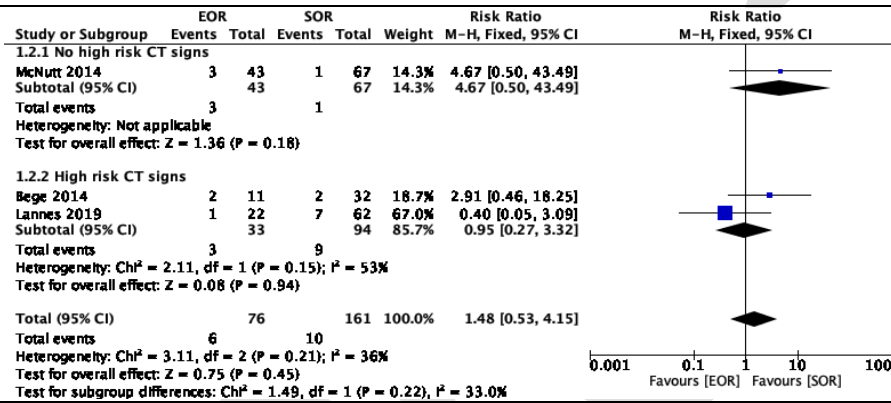 EOR SOR Risk Ratio Risk Ratio
Study or Subgroup Events Total Events Total Weight M-H, Fixed, 95% CI M-H, Fixed, 95% CI
1.2.1 No high risk CT signs
McNutt 2014 3 43 1 67 14.3% 4.67 [0.50, 43.49]
Subtotal (95% CI) 43 67 14.3% 4.67 [0.50, 43.49]
Total events 3 1
Heterogeneity: Not applicable
Test for overall effect: Z = 1.36 (P = 0.18)
1.2.2 High risk CT signs
Bege 2014 2 11 2 32 18.7% 2.91 [0.46, 18.25]
Lannes 2019 1 22 7 62 67.0% 0.40 [0.05, 3.09]
Subtotal (95% CI) 33 94 85.7% 0.95 [0.27, 3.32]
Total events 3 9
Heterogeneity: Chi² = 2.11, df = 1 (P = 0.15); I² = 53%
Test for overall effect: Z = 0.08 (P = 0.94)
Total (95% CI) 76 161 100.0% 1.48 [0.53, 4.15]
Total events 6 10
Heterogeneity: Chi² = 3.11, df = 2 (P = 0.21); I² = 36%
Test for overall effect: Z = 0.75 (P = 0.45)
Test for subgroup differences: Chi² = 1.49, df = 1 (P = 0.22), I² = 33.0%
0.001 0.1 1 10 100
Favours [EOR] Favours [SOR]